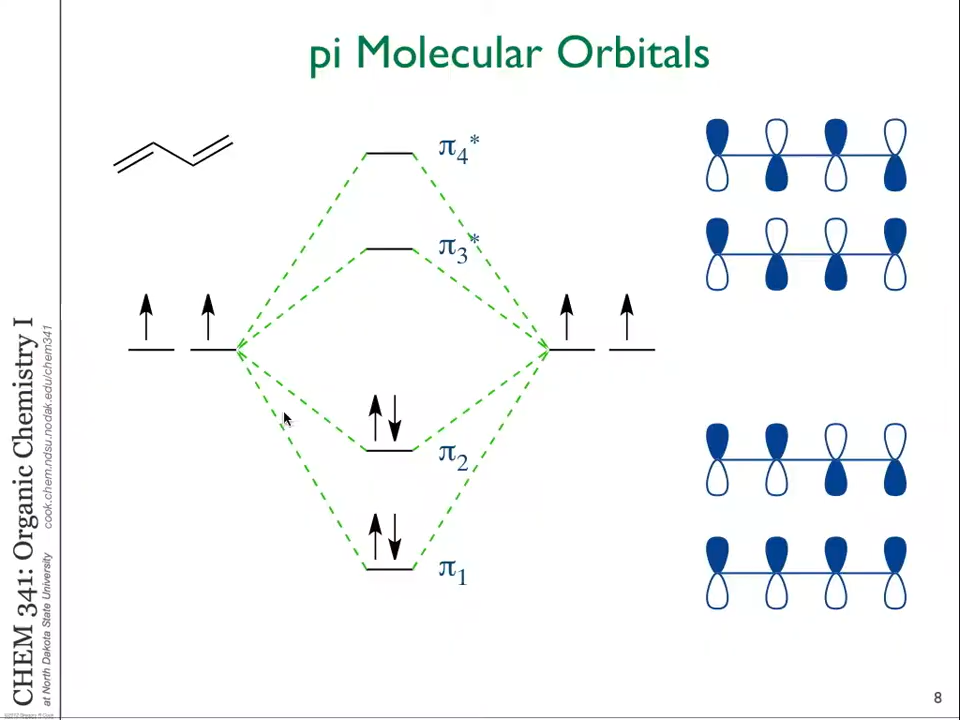 pi Molecular Orbitals
π4*
π3*
π2
π1
CHEM 341: Organic Chemistry I
at North Dakota State University cook.chem.ndsu.nodak.edu/chem341
8